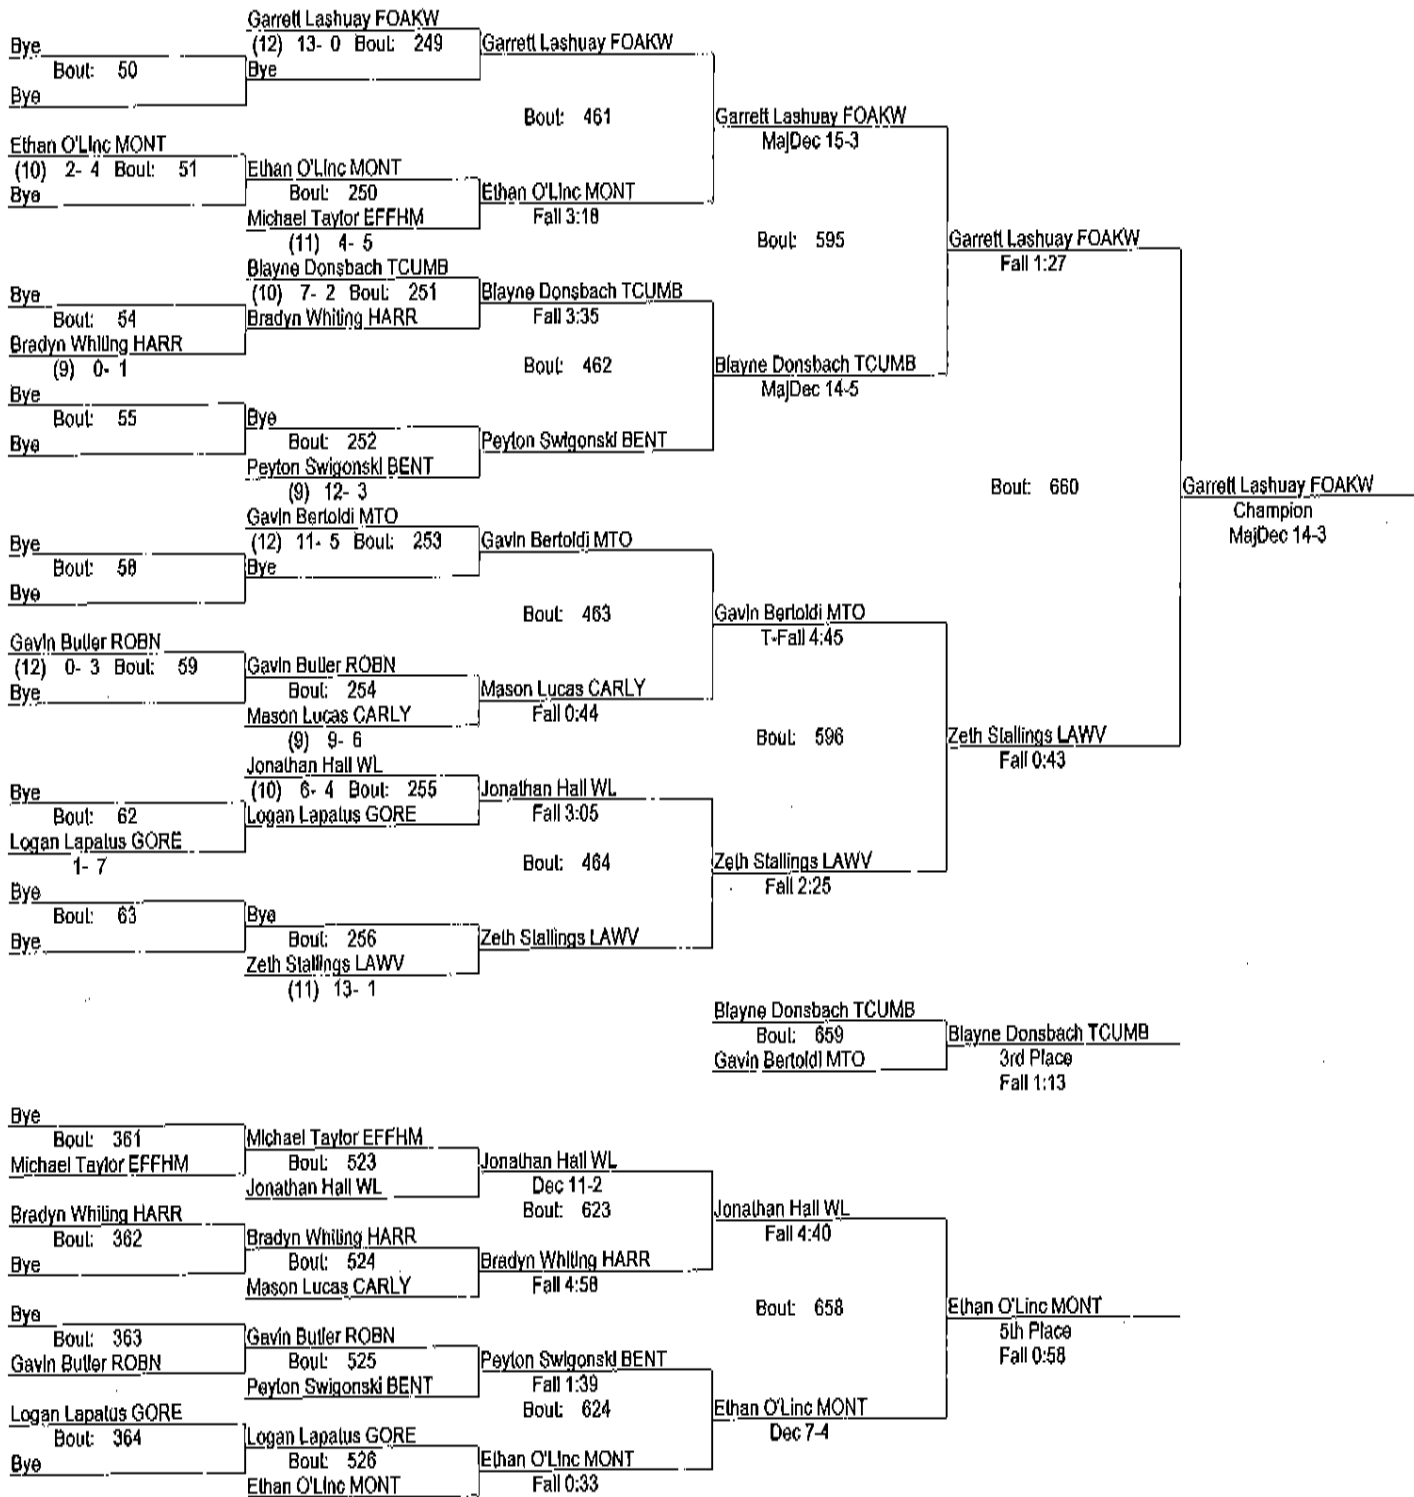 Garrett Lashuay FOAKW
Bye
(12) 13- 0 Bout: 249
Garrett Lashuay FOAKW
Bout: 50
Bye
Bye
Bout: 461
Garrett Lashuay FOAKW
MajDec 15-3
Ethan O'Linc MONT
(10) 2- 4 Bout: 51
Ethan O'Linc MONT
Bye
Bout: 250
Ethan O'Linc MONT
Michael Taylor EFFHM
Fall 3:18
(11) 4- 5
Bout: 595
Garrett Lashuay FOAKW
Fall 1:27
Blayne Donsbach TCUMB
Bye
(10) 7- 2 Bout: 251
Blayne Donsbach TCUMB
Bout: 54
Bradyn Whiting HARR
Fall 3:35
Bradyn Whiting HARR
(9) 0- 1
Bout: 462
Blayne Donsbach TCUMB
MajDec 14-5
Bye
Bout: 55
Bye
Bye
Bout: 252
Peyton Swigonski BENT
Peyton Swigonski BENT
(9) 12- 3
Bout: 660
Garrett Lashuay FOAKW
Champion
MajDec 14-3
Gavin Bertoldi MTO
Bye
(12) 11- 5 Bout: 253
Gavin Bertoldi MTO
Bout: 58
Bye
Bye
Bout: 463
Gavin Bertoldi MTO
T-Fall 4:45
Gavin Butler ROBN
(12) 0- 3 Bout: 59
Gavin Butler ROBN
Bye
Bout: 254
Mason Lucas CARLY
Mason Lucas CARLY
Fall 0:44
(9) 9- 6
Bout: 596
Zeth Stallings LAWV
Fall 0:43
Jonathan Hall WL
Bye
(10) 6- 4 Bout: 255
Jonathan Hall WL
Bout: 62
Logan Lapatus GORE
Fall 3:05
Logan Lapatus GORE
1- 7
Bout: 464
Zeth Stallings LAWV
Fall 2:25
Bye
Bout: 63
Bye
Bye
Bout: 256
Zeth Stallings LAWV
Zeth Stallings LAWV
(11) 13- 1
Blayne Donsbach TCUMB
Bout: 659
Blayne Donsbach TCUMB
Gavin Bertoldi MTO
3rd Place
Fall 1:13
Bye
Bout: 361
Michael Taylor EFFHM
Michael Taylor EFFHM
Bout: 523
Jonathan Hall WL
Jonathan Hall WL
Dec 11-2
Bradyn Whiting HARR
Bout: 623
Jonathan Hall WL
Fall 4:40
Bout: 362
Bradyn Whiting HARR
Bye
Bout: 524
Bradyn Whiting HARR
Mason Lucas CARLY
Fall 4:58
Bye
Bout: 658
Ethan O'Linc MONT
5th Place
Fall 0:58
Bout: 363
Gavin Butler ROBN
Gavin Butler ROBN
Bout: 525
Peyton Swigonski BENT
Peyton Swigonski BENT
Fall 1:39
Logan Lapatus GORE
Bout: 624
Ethan O'Linc MONT
Dec 7-4
Bout: 364
Logan Lapatus GORE
Bye
Bout: 526
Ethan O'Linc MONT
Ethan O'Linc MONT
Fall 0:33